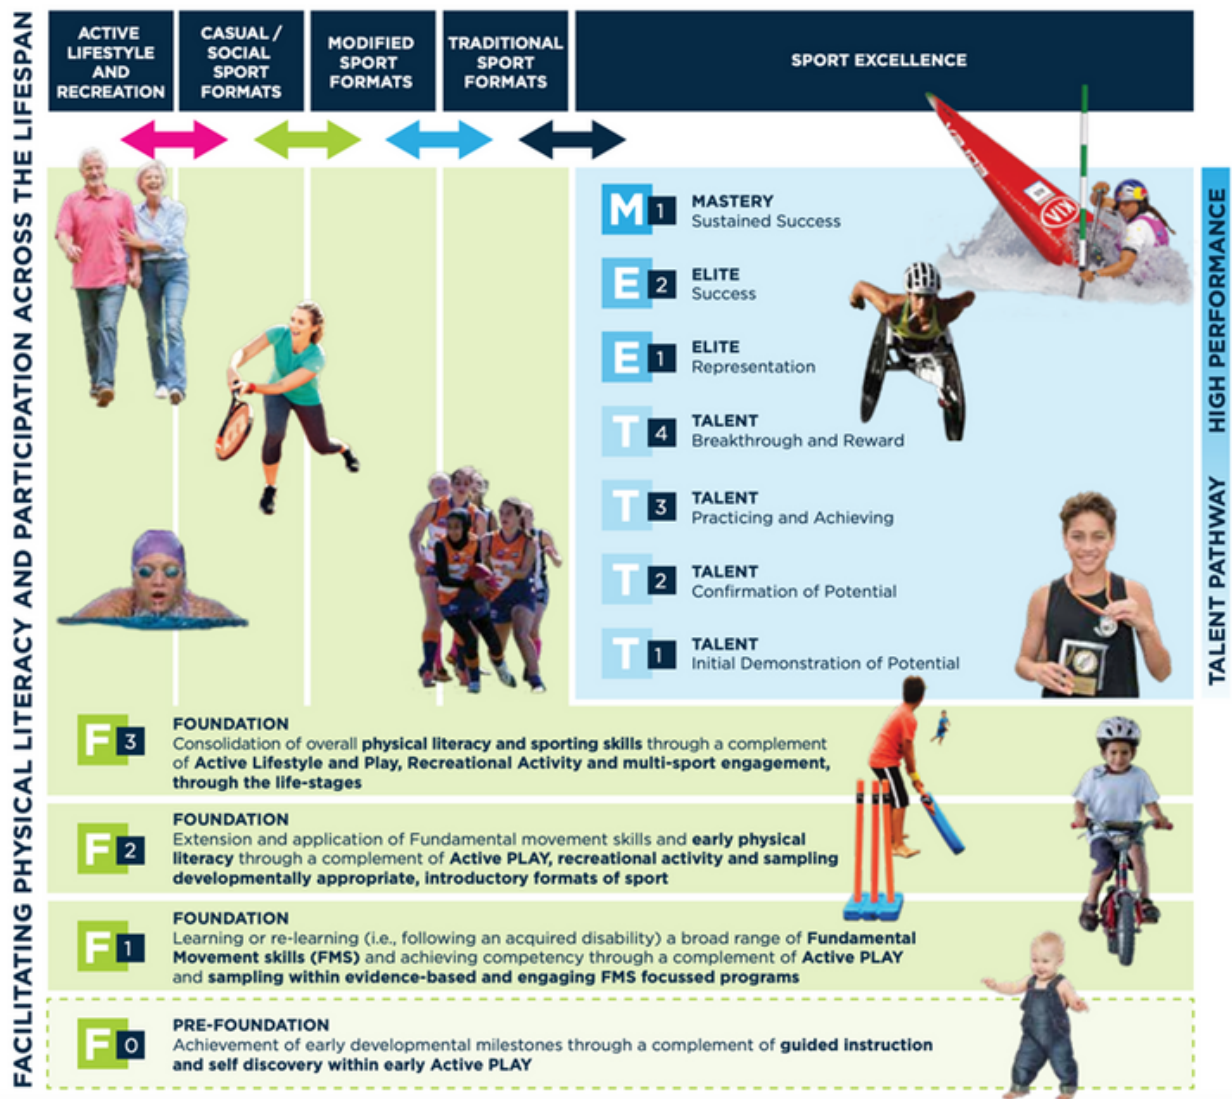 FACILITATING PHYSICAL LITERACY AND PARTICIPATION ACROSS THE LIFESPAN
ACTIVE
LIFESTYLE
AND
RECREATION
CASUAL /
SOCIAL
SPORT
FORMATS
MODIFIED
SPORT
FORMATS
TRADITIONAL
SPORT
FORMATS
SPORT EXCELLENCE
M 1 MASTERY
Sustained Success
E 2 ELITE
Success
E 1 ELITE
Representation
T 4 TALENT
Breakthrough and Reward
T 3 TALENT
Practicing and Achieving
T 2 TALENT
Confirmation of Potential
T 1 TALENT
Initial Demonstration of Potential
KIA
HIGH PERFORMANCE
TALENT PATHWAY
F 3 FOUNDATION
Consolidation of overall physical literacy and sporting skills through a complement
of Active Lifestyle and Play, Recreational Activity and multi-sport engagement,
through the life-stages
F 2 FOUNDATION
Extension and application of Fundamental movement skills and early physical
literacy through a complement of Active PLAY, recreational activity and sampling
developmentally appropriate, introductory formats of sport
F 1 FOUNDATION
Learning or re-learning (i.e., following an acquired disability) a broad range of Fundamental
Movement skills (FMS) and achieving competency through a complement of Active PLAY
and sampling within evidence-based and engaging FMS focussed programs
F 0 PRE-FOUNDATION
Achievement of early developmental milestones through a complement of guided instruction
and self discovery within early Active PLAY